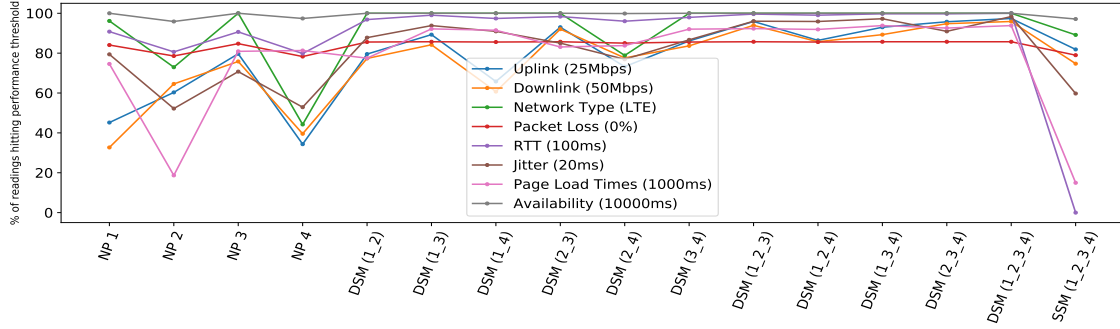 % of readings hitting performance threshold
100
80
60
40
20
0
Uplink (25Mbps)
Downlink (50Mbps)
Network Type (LTE)
Packet Loss (0%)
RTT (100ms)
Jitter (20ms)
Page Load Times (1000ms)
Availability (10000ms)
NP 1
NP 2
NP 3
NP 4
DSM (1_2)
DSM (1_3)
DSM (1_4)
DSM (2_3)
DSM (2_4)
DSM (3_4)
DSM (1_2_3)
DSM (1_2_4)
DSM (1_3_4)
DSM (2_3_4)
DSM (1_2_3_4)
SSM (1_2_3_4)